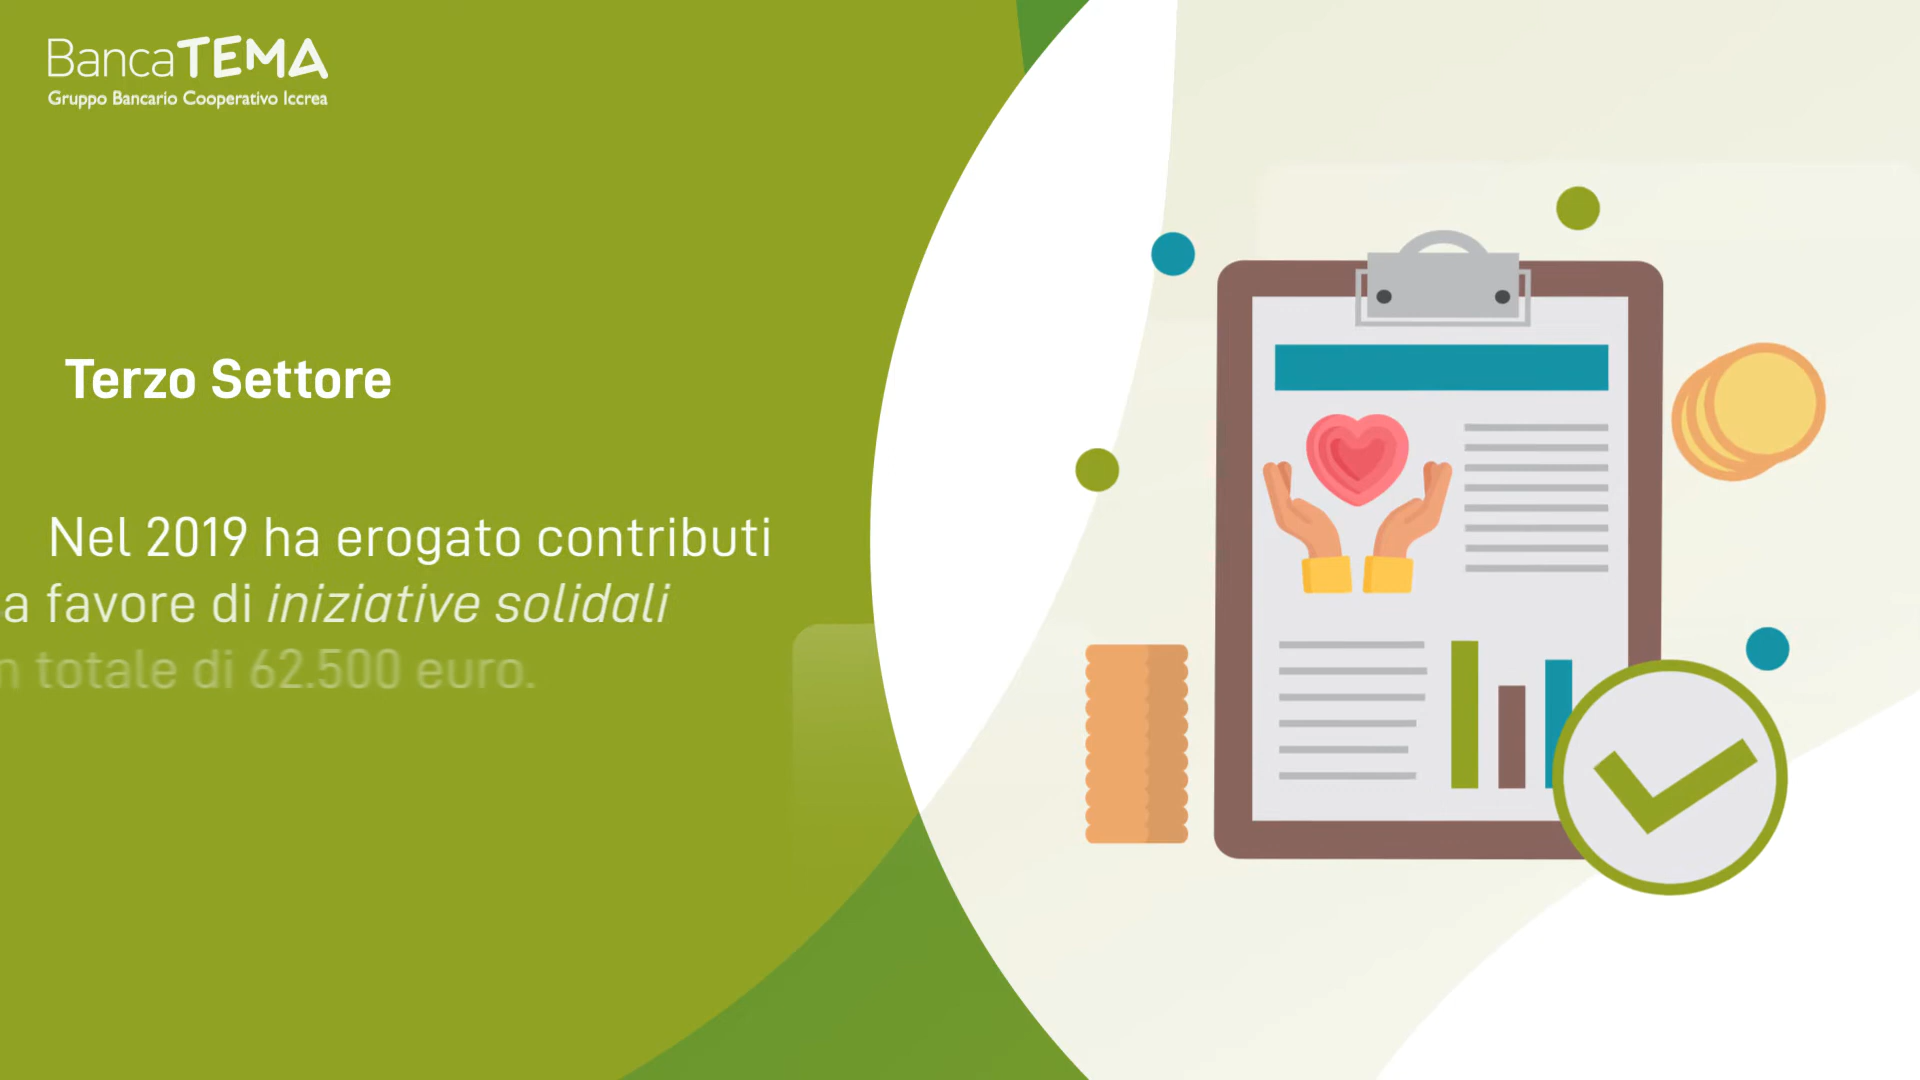 BancaTEMA
Gruppo Bancario Cooperativo Iccrea
Terzo Settore
Nel 2019 ha erogato contributi
a favore di iniziative solidali
totale di 62.500 euro.